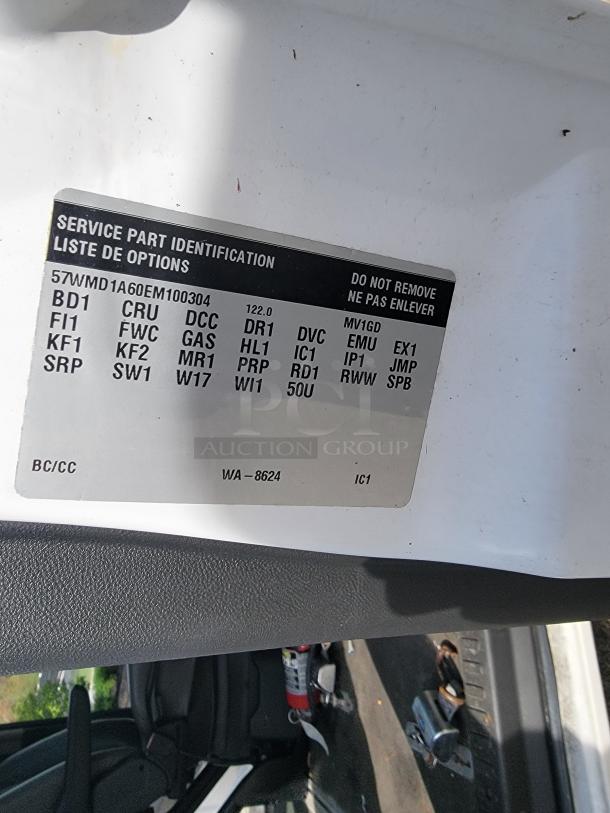 SERVICE PART IDENTIFICATION
LISTE DE OPTIONS
DO NOT REMOVE
NE PAS ENLEVER
57WMD1A60EM100304 122.0 MV1GD
BD1 CRU DCC DR1 DVC EMU EX1
FI1 FWC GAS HL1 IC1 IP1 JMP
KF1 KF2 MR1 PRP RD1 RWW SPB
SRP SW1 W17 WI1 50U
PCI
AUCTION GROUP
BC/CC WA-8624 IC1